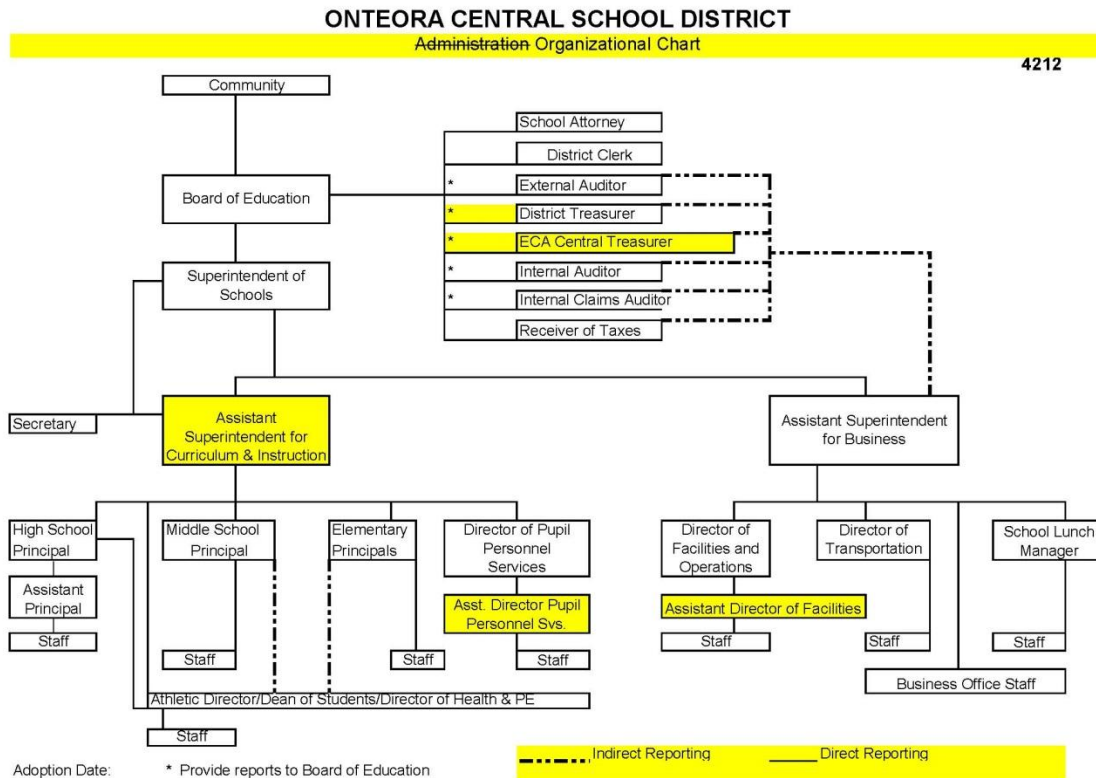 ONTEORA CENTRAL SCHOOL DISTRICT
Administration Organizational Chart
4212
Community
School Attorney
District Clerk
* External Auditor
Board of Education
* District Treasurer
* ECA Central Treasurer
Superintendent of
Schools
* Internal Auditor
* Internal Claims Auditor
Receiver of Taxes
Secretary
Assistant
Superintendent for
Curriculum & Instruction
Assistant Superintendent
for Business
High School
Principal
Middle School
Principal
Elementary
Principals
Director of Pupil
Personnel
Services
Director of
Facilities and
Operations
Director of
Transportation
School Lunch
Manager
Assistant
Principal
Asst. Director Pupil
Personnel Svs.
Assistant Director of Facilities
Staff
Staff
Staff
Staff
Staff
Staff
Staff
Business Office Staff
Athletic Director/Dean of Students/Director of Health & PE
Staff
Indirect Reporting
Direct Reporting
Adoption Date:
* Provide reports to Board of Education